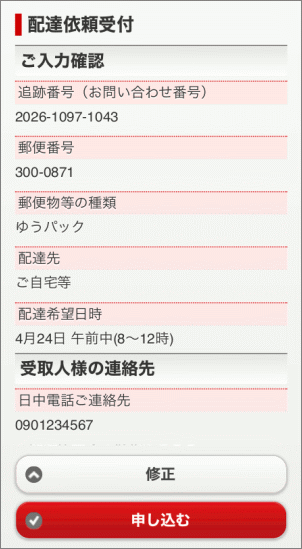 配達依頼受付
ご入力確認
追跡番号（お問い合わせ番号）
2026-1097-1043
郵便番号
300-0871
郵便物等の種類
ゆうパック
配達先
ご自宅等
配達希望日時
4月24日 午前中(8～12時)
受取人様の連絡先
日中電話ご連絡先
0901234567
修正
申し込む